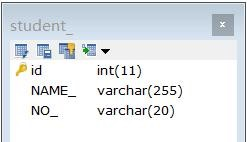 student_
id int(11)
NAME_ varchar(255)
NO_ varchar(20)